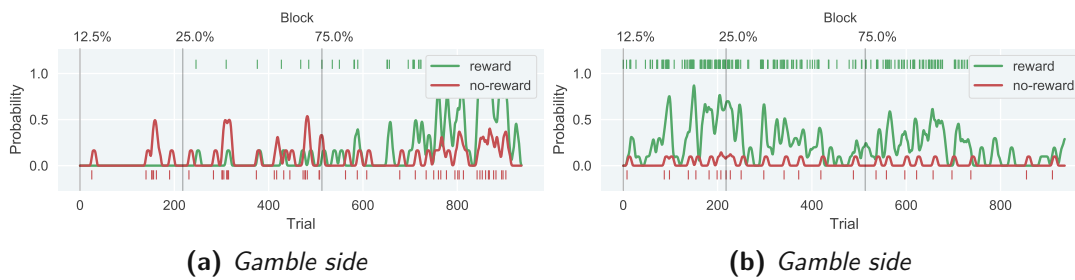 Block
12.5% 25.0% 75.0%
1.0
0.5
0.0
Probability
reward
no-reward
0 200 400 600 800
Trial
(a) Gamble side
Block
12.5% 25.0% 75.0%
1.0
0.5
0.0
Probability
reward
no-reward
0 200 400 600 800
Trial
(b) Gamble side